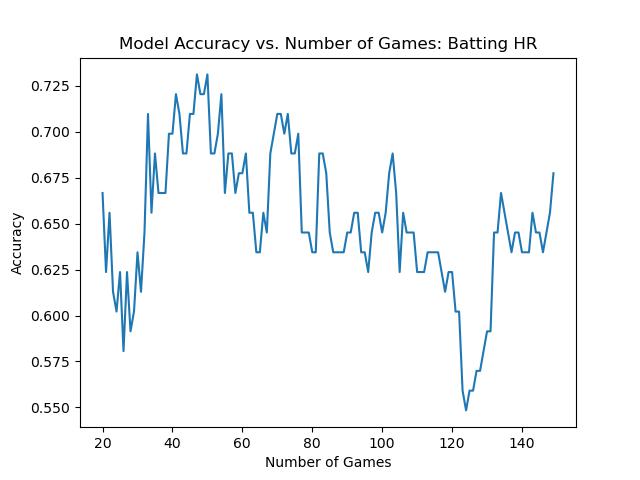 Model Accuracy vs. Number of Games: Batting HR
0.725
0.700
0.675
0.650
0.625
0.600
0.575
0.550
Accuracy
20 40 60 80 100 120 140
Number of Games